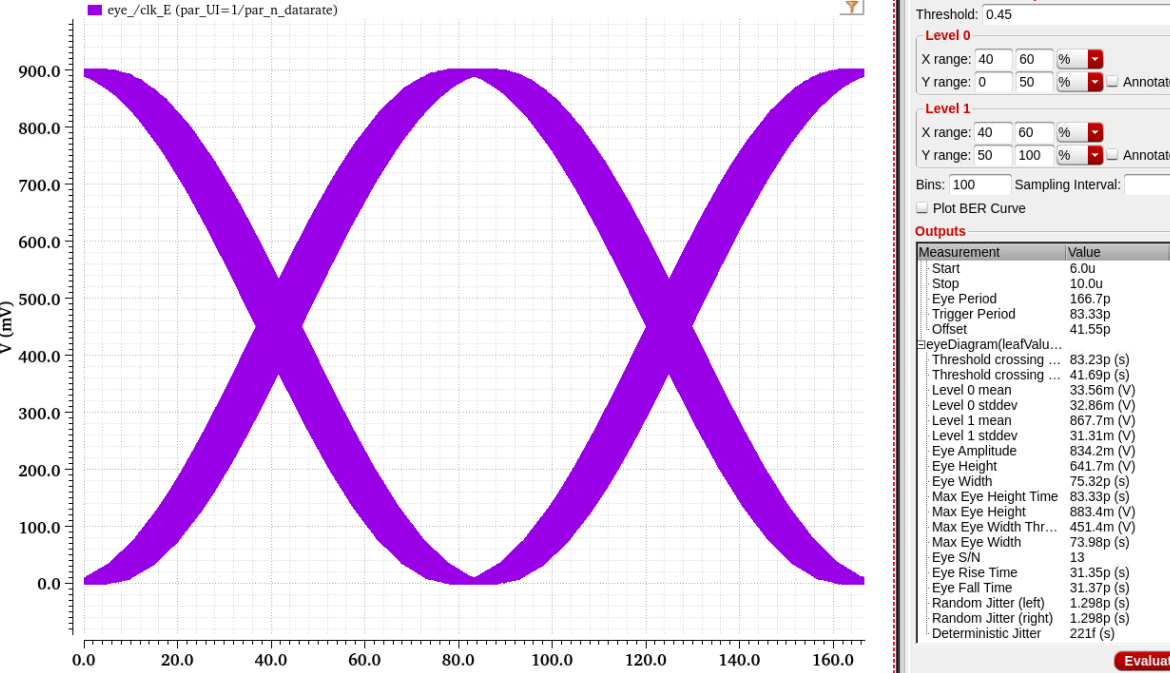 eye_/clk_E (par_UI=1/par_n_datarate)
900.0
800.0
700.0
600.0
500.0
400.0
300.0
200.0
100.0
0.0
V (mV)
0.0 20.0 40.0 60.0 80.0 100.0 120.0 140.0 160.0
Threshold: 0.45
Level 0
X range: 40 60 %
Y range: 0 50 % Annotat
Level 1
X range: 40 60 %
Y range: 50 100 % Annotat
Bins: 100 Sampling Interval:
Plot BER Curve
Outputs
Measurement Value
Start 6.0u
Stop 10.0u
Eye Period 166.7p
Trigger Period 83.33p
Offset 41.55p
eyeDiagram(leafValu...
Threshold crossing ... 83.23p (s)
Threshold crossing ... 41.69p (s)
Level 0 mean 33.56m (V)
Level 0 stddev 32.86m (V)
Level 1 mean 867.7m (V)
Level 1 stddev 31.31m (V)
Eye Amplitude 834.2m (V)
Eye Height 641.7m (V)
Eye Width 75.32p (s)
Max Eye Height Time 83.33p (s)
Max Eye Height 883.4m (V)
Max Eye Width Thr... 451.4m (V)
Max Eye Width 73.98p (s)
Eye S/N 13
Eye Rise Time 31.35p (s)
Eye Fall Time 31.37p (s)
Random Jitter (left) 1.298p (s)
Random Jitter (right) 1.298p (s)
Deterministic Jitter 221f (s)
Evaluat